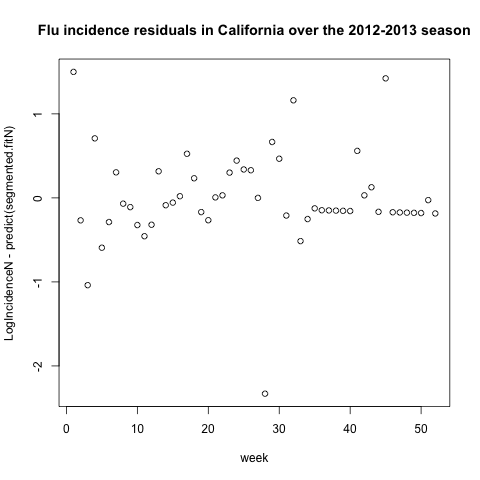 Flu incidence residuals in California over the 2012-2013 season
LogIncidenceN - predict(segmented.fitN)
1
0
-1
-2
0 10 20 30 40 50
week